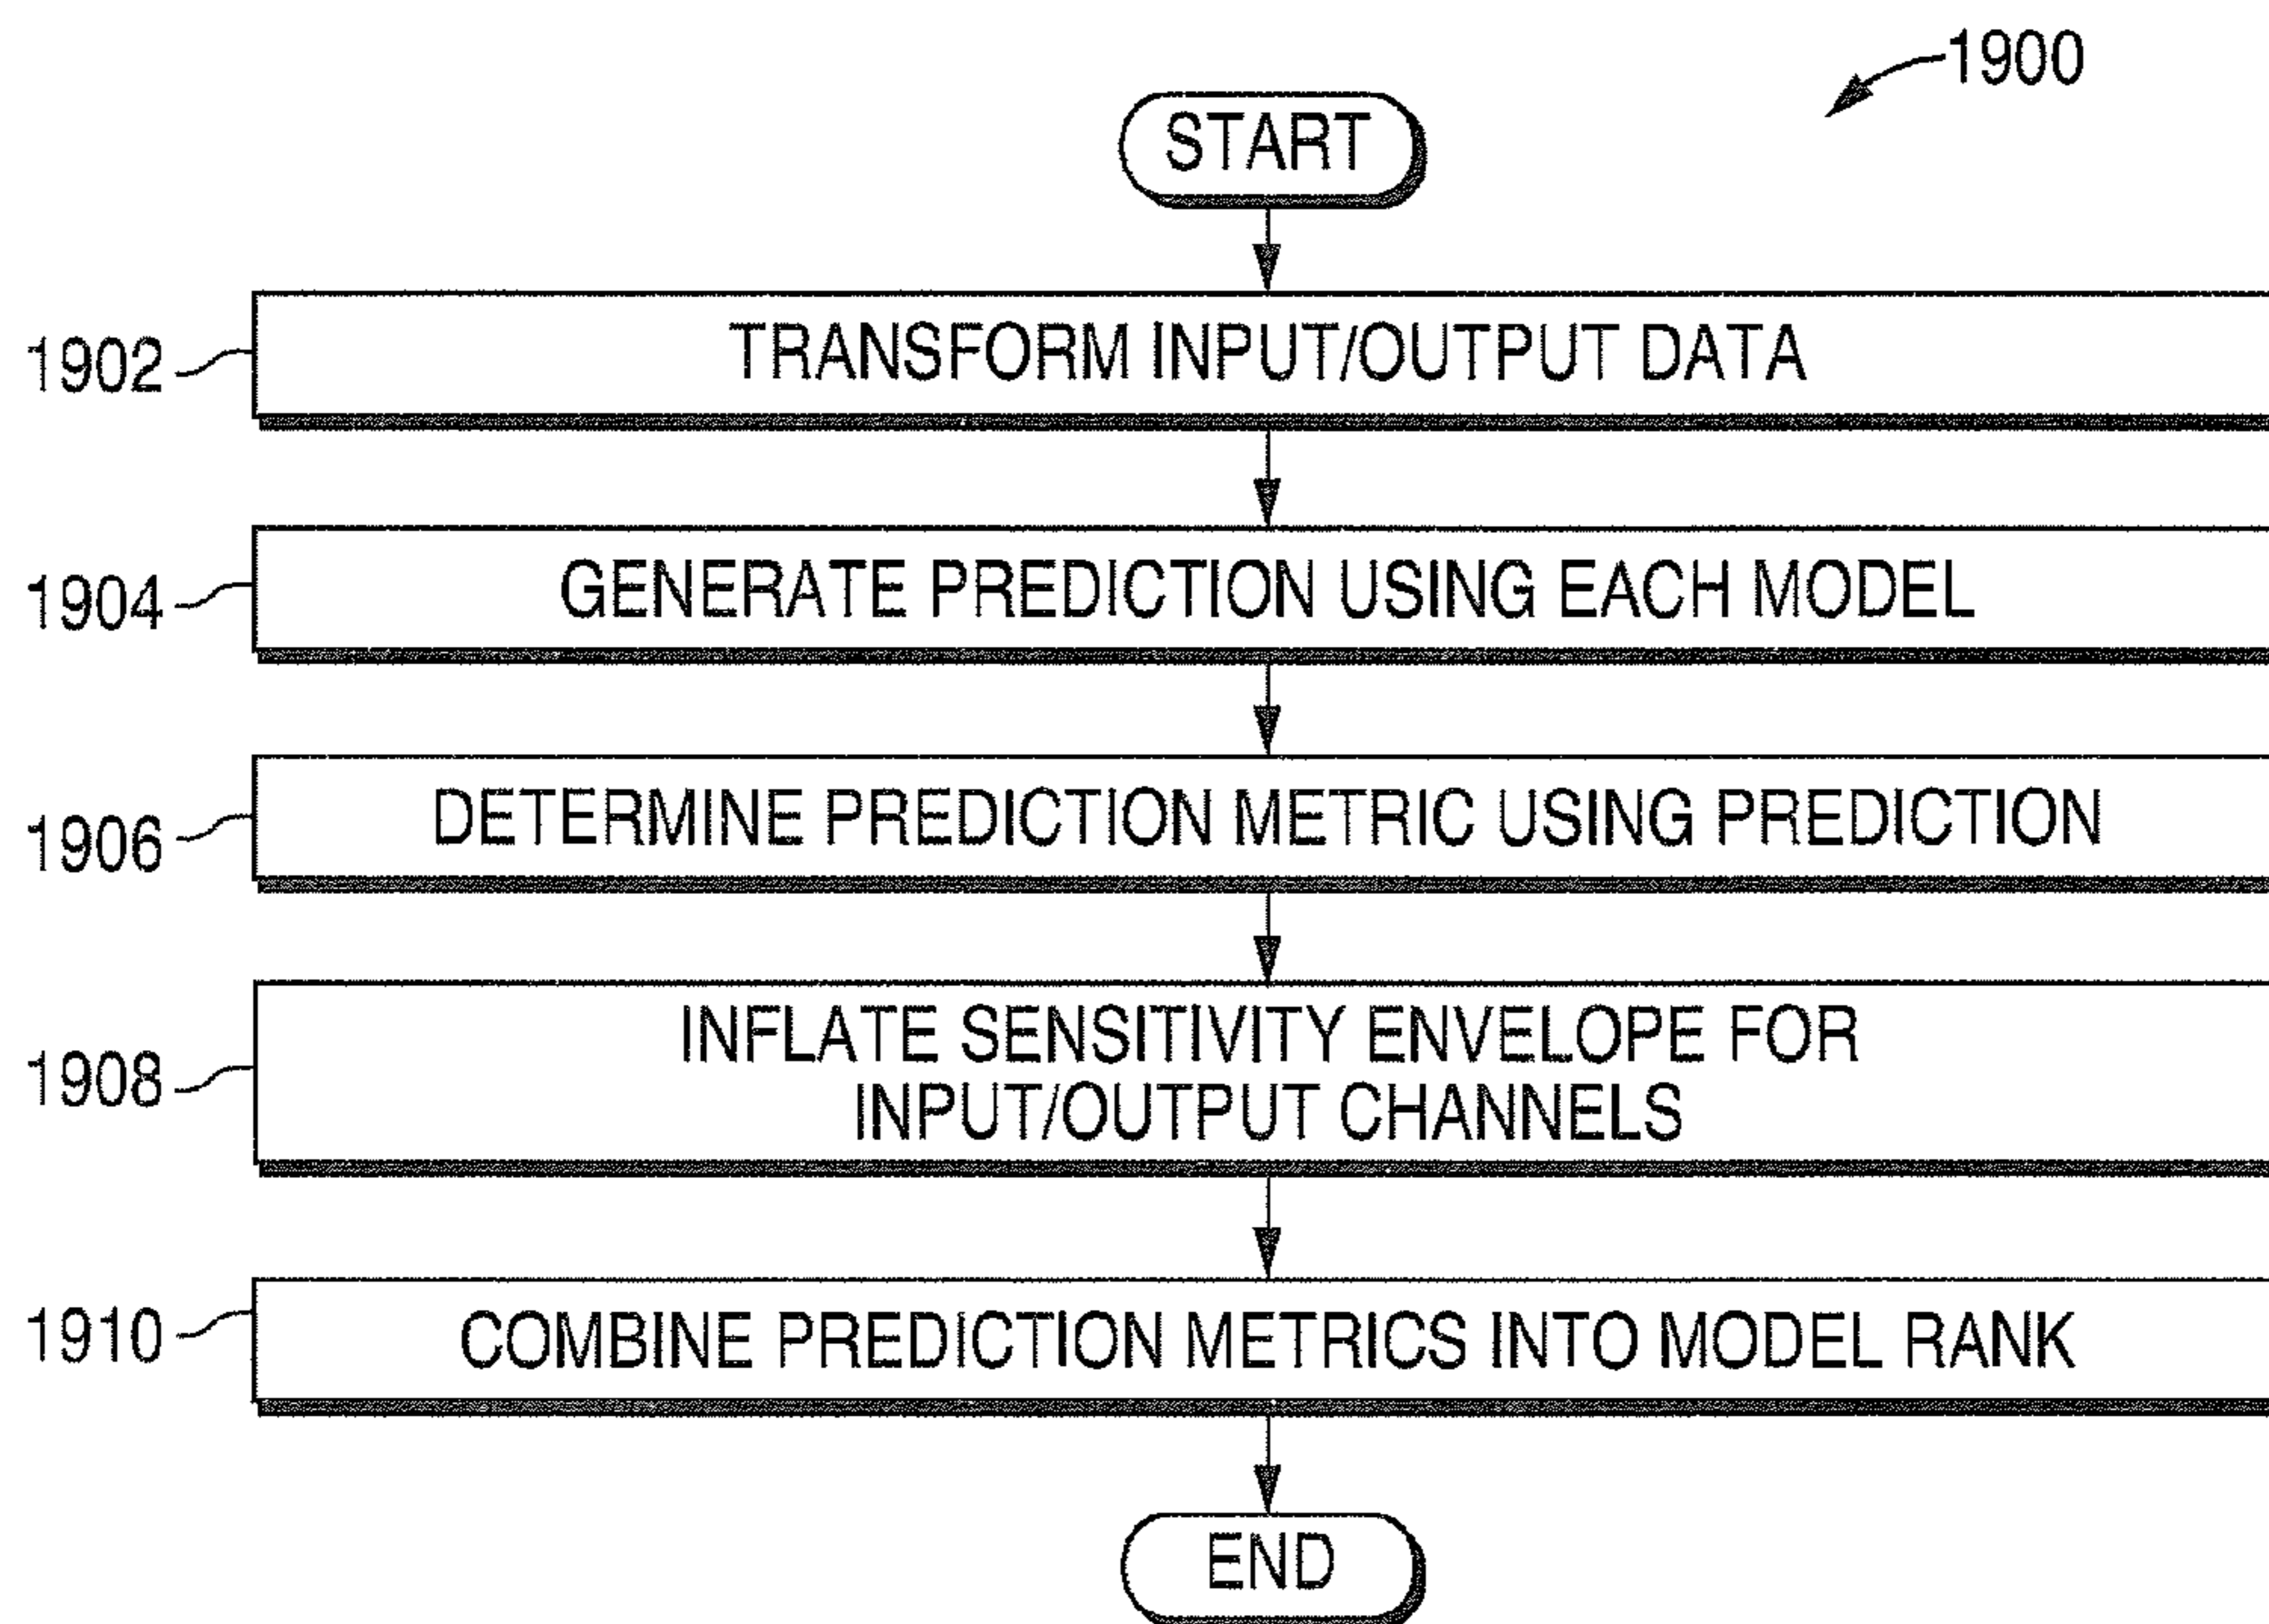 1900
START
1902
TRANSFORM INPUT/OUTPUT DATA
1904
GENERATE PREDICTION USING EACH MODEL
1906
DETERMINE PREDICTION METRIC USING PREDICTION
1908
INFLATE SENSITIVITY ENVELOPE FOR
INPUT/OUTPUT CHANNELS
1910
COMBINE PREDICTION METRICS INTO MODEL RANK
END